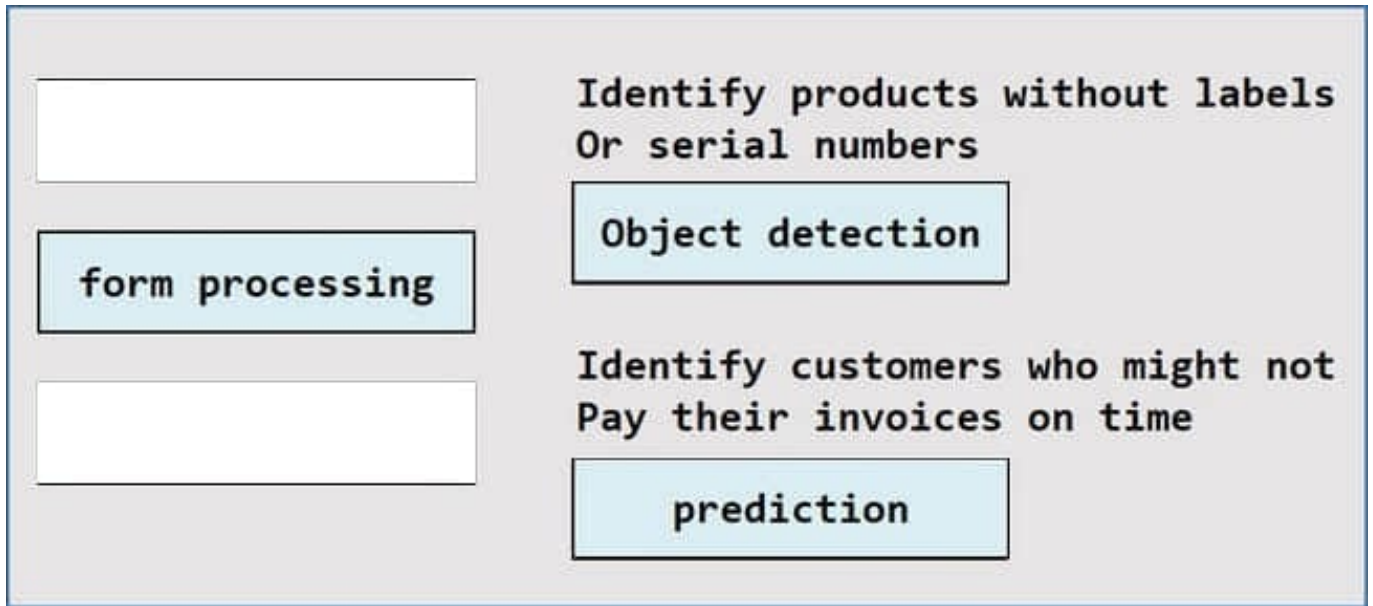 form processing
Identify products without labels
Or serial numbers
Object detection
Identify customers who might not
Pay their invoices on time
prediction